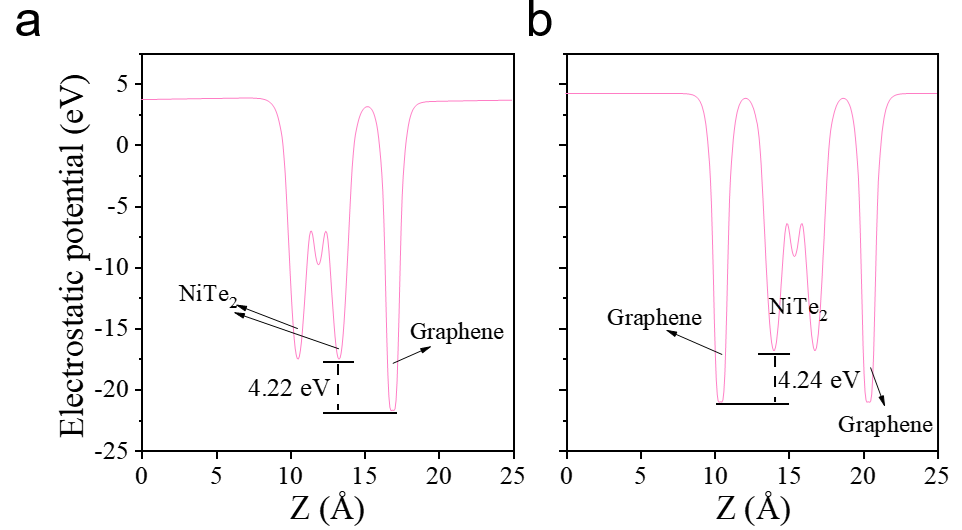 a
b
Electrostatic potential (eV)
5
0
-5
-10
-15
-20
-25
NiTe2
Graphene
4.22 eV
0 5 10 15 20 25
Z (Å)
Graphene
NiTe2
4.24 eV
Graphene
0 5 10 15 20 25
Z (Å)